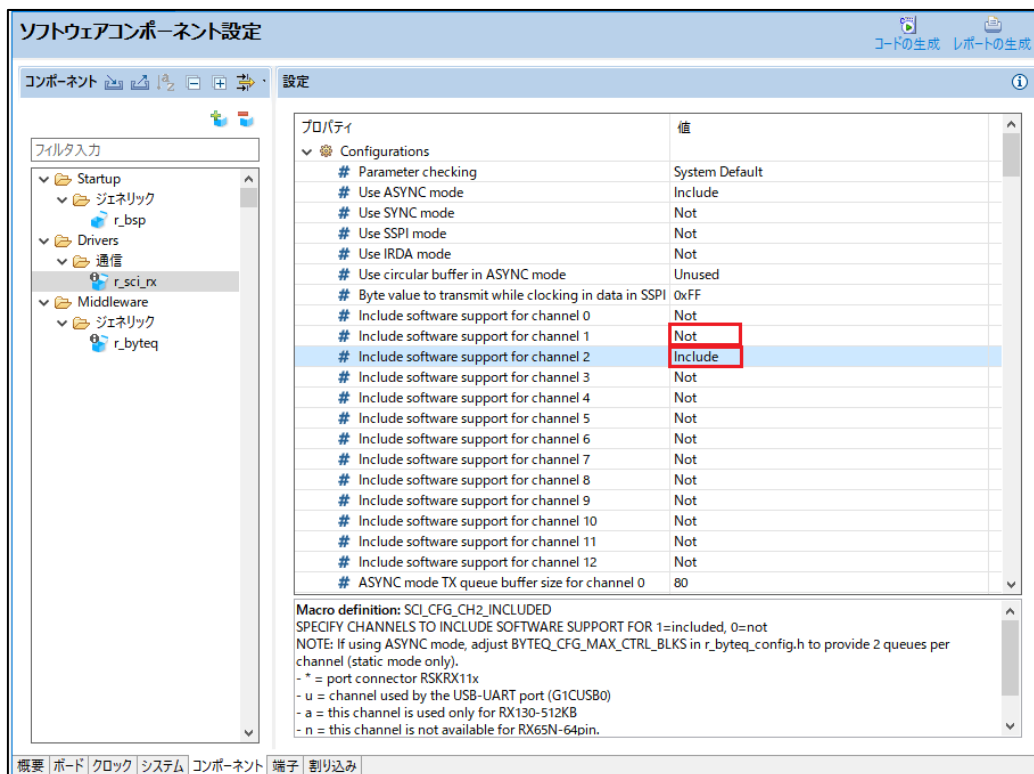 ソフトウェアコンポーネント設定
コードの生成 レポートの生成
コンポーネント
設定
フィルタ入力
Startup
ジェネリック
r_bsp
Drivers
通信
r_sci_rx
Middleware
ジェネリック
r_byteq
プロパティ 値
Configurations
# Parameter checking System Default
# Use ASYNC mode Include
# Use SYNC mode Not
# Use SSPI mode Not
# Use IRDA mode Not
# Use circular buffer in ASYNC mode Unused
# Byte value to transmit while clocking in data in SSPI 0xFF
# Include software support for channel 0 Not
# Include software support for channel 1 Not
# Include software support for channel 2 Include
# Include software support for channel 3 Not
# Include software support for channel 4 Not
# Include software support for channel 5 Not
# Include software support for channel 6 Not
# Include software support for channel 7 Not
# Include software support for channel 8 Not
# Include software support for channel 9 Not
# Include software support for channel 10 Not
# Include software support for channel 11 Not
# Include software support for channel 12 Not
# ASYNC mode TX queue buffer size for channel 0 80
Macro definition: SCI_CFG_CH2_INCLUDED
SPECIFY CHANNELS TO INCLUDE SOFTWARE SUPPORT FOR 1=included, 0=not
NOTE: If using ASYNC mode, adjust BYTEQ_CFG_MAX_CTRL_BLKS in r_byteq_config.h to provide 2 queues per
channel (static mode only).
- * = port connector RSKRX11x
- u = channel used by the USB-UART port (G1CUSB0)
- a = this channel is used only for RX130-512KB
- n = this channel is not available for RX65N-64pin.
概要 ボード クロック システム コンポーネント 端子 割り込み